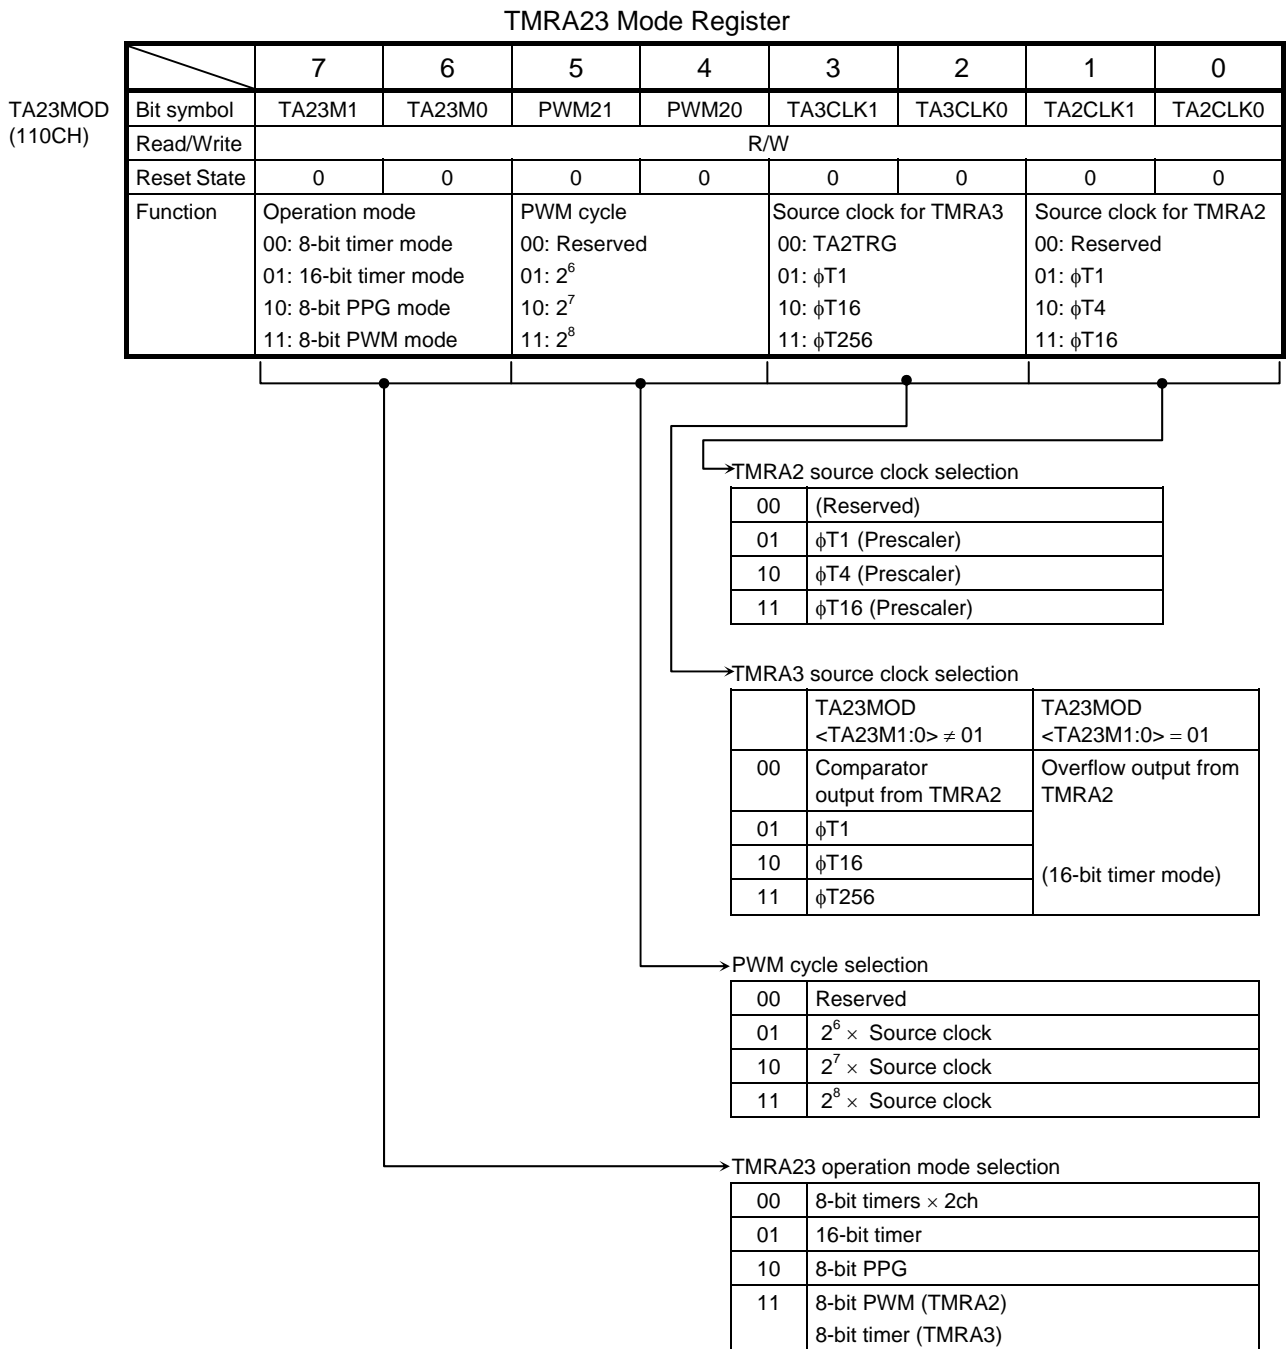 TMRA23 Mode Register
7 6 5 4 3 2 1 0
TA23MOD (110CH)
Bit symbol TA23M1 TA23M0 PWM21 PWM20 TA3CLK1 TA3CLK0 TA2CLK1 TA2CLK0
Read/Write R/W
Reset State 0 0 0 0 0 0 0 0
Function Operation mode PWM cycle Source clock for TMRA3 Source clock for TMRA2
00: 8-bit timer mode 00: Reserved 00: TA2TRG 00: Reserved
01: 16-bit timer mode 01: 2^6 01: ϕT1 01: ϕT1
10: 8-bit PPG mode 10: 2^7 10: ϕT16 10: ϕT4
11: 8-bit PWM mode 11: 2^8 11: ϕT256 11: ϕT16
TMRA2 source clock selection
00 (Reserved)
01 ϕT1 (Prescaler)
10 ϕT4 (Prescaler)
11 ϕT16 (Prescaler)
TMRA3 source clock selection
TA23MOD TA23MOD
<TA23M1:0> ≠ 01 <TA23M1:0> = 01
00 Comparator Overflow output from
output from TMRA2 TMRA2
01 ϕT1
10 ϕT16
(16-bit timer mode)
11 ϕT256
PWM cycle selection
00 Reserved
01 2^6 × Source clock
10 2^7 × Source clock
11 2^8 × Source clock
TMRA23 operation mode selection
00 8-bit timers × 2ch
01 16-bit timer
10 8-bit PPG
11 8-bit PWM (TMRA2)
8-bit timer (TMRA3)